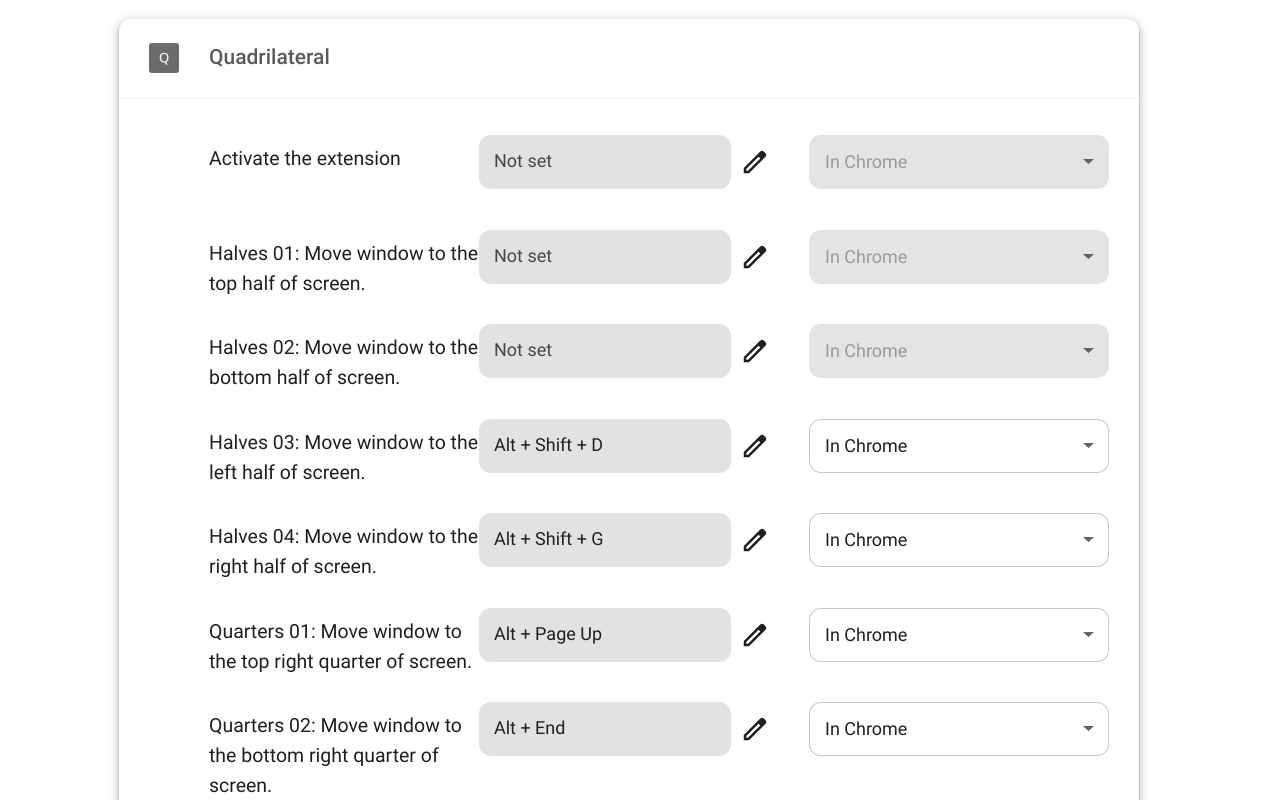 Q
Quadrilateral
Activate the extension
Not set
In Chrome
Halves 01: Move window to the
top half of screen.
Not set
In Chrome
Halves 02: Move window to the
bottom half of screen.
Not set
In Chrome
Halves 03: Move window to the
left half of screen.
Alt + Shift + D
In Chrome
Halves 04: Move window to the
right half of screen.
Alt + Shift + G
In Chrome
Quarters 01: Move window to
the top right quarter of screen.
Alt + Page Up
In Chrome
Quarters 02: Move window to
the bottom right quarter of
screen.
Alt + End
In Chrome